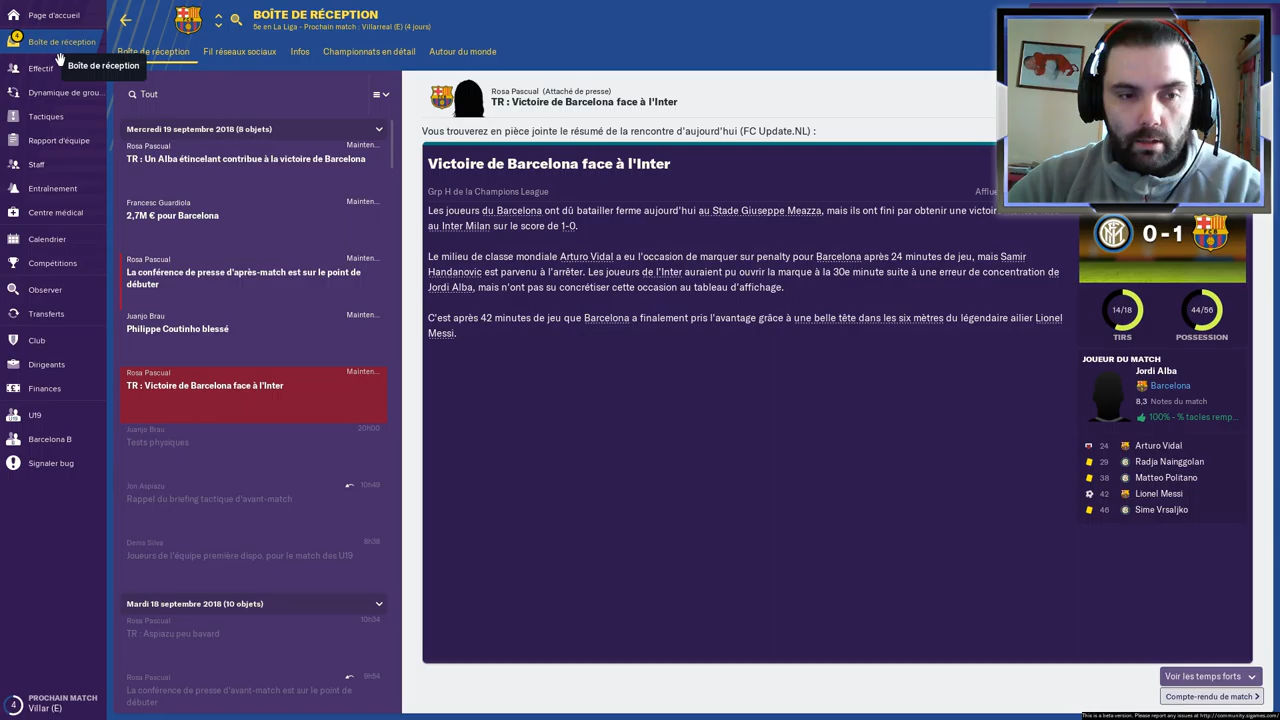 Page d'accueil
4
Boîte de réception
Boîte de réception
Effectif
Dynamique de grou...
Tactiques
Rapport d'équipe
Staff
Entraînement
Centre médical
Calendrier
Compétitions
Observer
Transferts
Club
Dirigeants
Finances
U19
Barcelona B
Signaler bug
4
PROCHAIN MATCH
Villar (E)
BOÎTE DE RÉCEPTION
5e en La Liga - Prochain match : Villarreal (E) (4 jours)
Boîte de réception Fil réseaux sociaux Infos Championnats en détail Autour du monde
Tout
Mercredi 19 septembre 2018 (8 objets)
Rosa Pascual Mainten...
TR : Un Alba étincelant contribue à la victoire de Barcelona
Francesc Guardiola Mainten...
2,7M € pour Barcelona
Rosa Pascual Mainten...
La conférence de presse d'après-match est sur le point de
débuter
Juanjo Brau Mainten...
Philippe Coutinho blessé
Rosa Pascual Mainten...
TR : Victoire de Barcelona face à l'Inter
Juanjo Brau 20h00
Tests physiques
Jon Aspiazu 10h49
Rappel du briefing tactique d'avant-match
Denis Silva 8h38
Joueurs de l'équipe première dispo. pour le match des U19
Mardi 18 septembre 2018 (10 objets)
Rosa Pascual 10h34
TR : Aspiazu peu bavard
Rosa Pascual 8h54
La conférence de presse d'avant-match est sur le point de
débuter
Rosa Pascual (Attaché de presse)
TR : Victoire de Barcelona face à l'Inter
Vous trouverez en pièce jointe le résumé de la rencontre d'aujourd'hui (FC Update.NL) :
Victoire de Barcelona face à l'Inter
Grp H de la Champions League
Les joueurs du Barcelona ont dû batailler ferme aujourd'hui au Stade Giuseppe Meazza, mais ils ont fini par obtenir une
au Inter Milan sur le score de 1-0.
Le milieu de classe mondiale Arturo Vidal a eu l'occasion de marquer sur penalty pour Barcelona après 24 minutes de jeu, mais Samir
Handanovic est parvenu à l'arrêter. Les joueurs de l'Inter auraient pu ouvrir la marque à la 30e minute suite à une erreur de concentration de
Jordi Alba, mais n'ont pas su concrétiser cette occasion au tableau d'affichage.
C'est après 42 minutes de jeu que Barcelona a finalement pris l'avantage grâce à une belle tête dans les six mètres du légendaire ailier Lionel
Messi.
0 - 1
14/18 44/56
TIRS POSSESSION
JOUEUR DU MATCH
Jordi Alba
Barcelona
8,3 Notes du match
100% - % tacles remp...
24 Arturo Vidal
29 Radja Nainggolan
38 Matteo Politano
42 Lionel Messi
46 Sime Vrsaljko
Voir les temps forts
Compte-rendu de match
This is a beta version. Please report any issues at http://community.sigames.com/